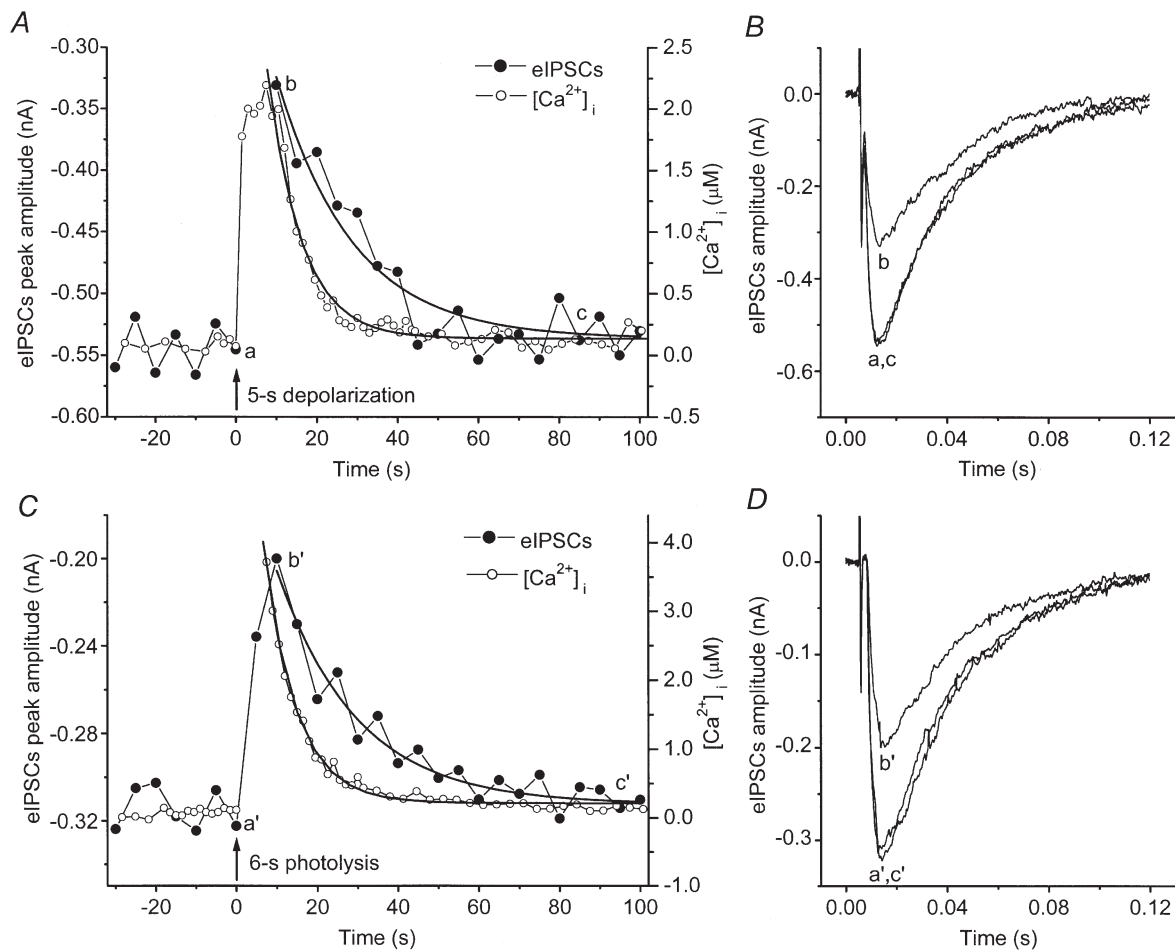 A
eIPSCs peak amplitude (nA)
-0.30
-0.35
-0.40
-0.45
-0.50
-0.55
-0.60
eIPSCs
[Ca2+]i
b
c
a
5-s depolarization
2.5
2.0
1.5
1.0
0.5
0.0
-0.5
[Ca2+]i (μM)
-20 0 20 40 60 80 100
Time (s)
B
eIPSCs amplitude (nA)
0.0
-0.2
-0.4
-0.6
b
a,c
0.00 0.04 0.08 0.12
Time (s)
C
eIPSCs peak amplitude (nA)
-0.20
-0.24
-0.28
-0.32
eIPSCs
[Ca2+]i
b'
c'
a'
6-s photolysis
4.0
3.0
2.0
1.0
0.0
-1.0
[Ca2+]i (μM)
-20 0 20 40 60 80 100
Time (s)
D
eIPSCs amplitude (nA)
0.0
-0.1
-0.2
-0.3
b'
a',c'
0.00 0.04 0.08 0.12
Time (s)